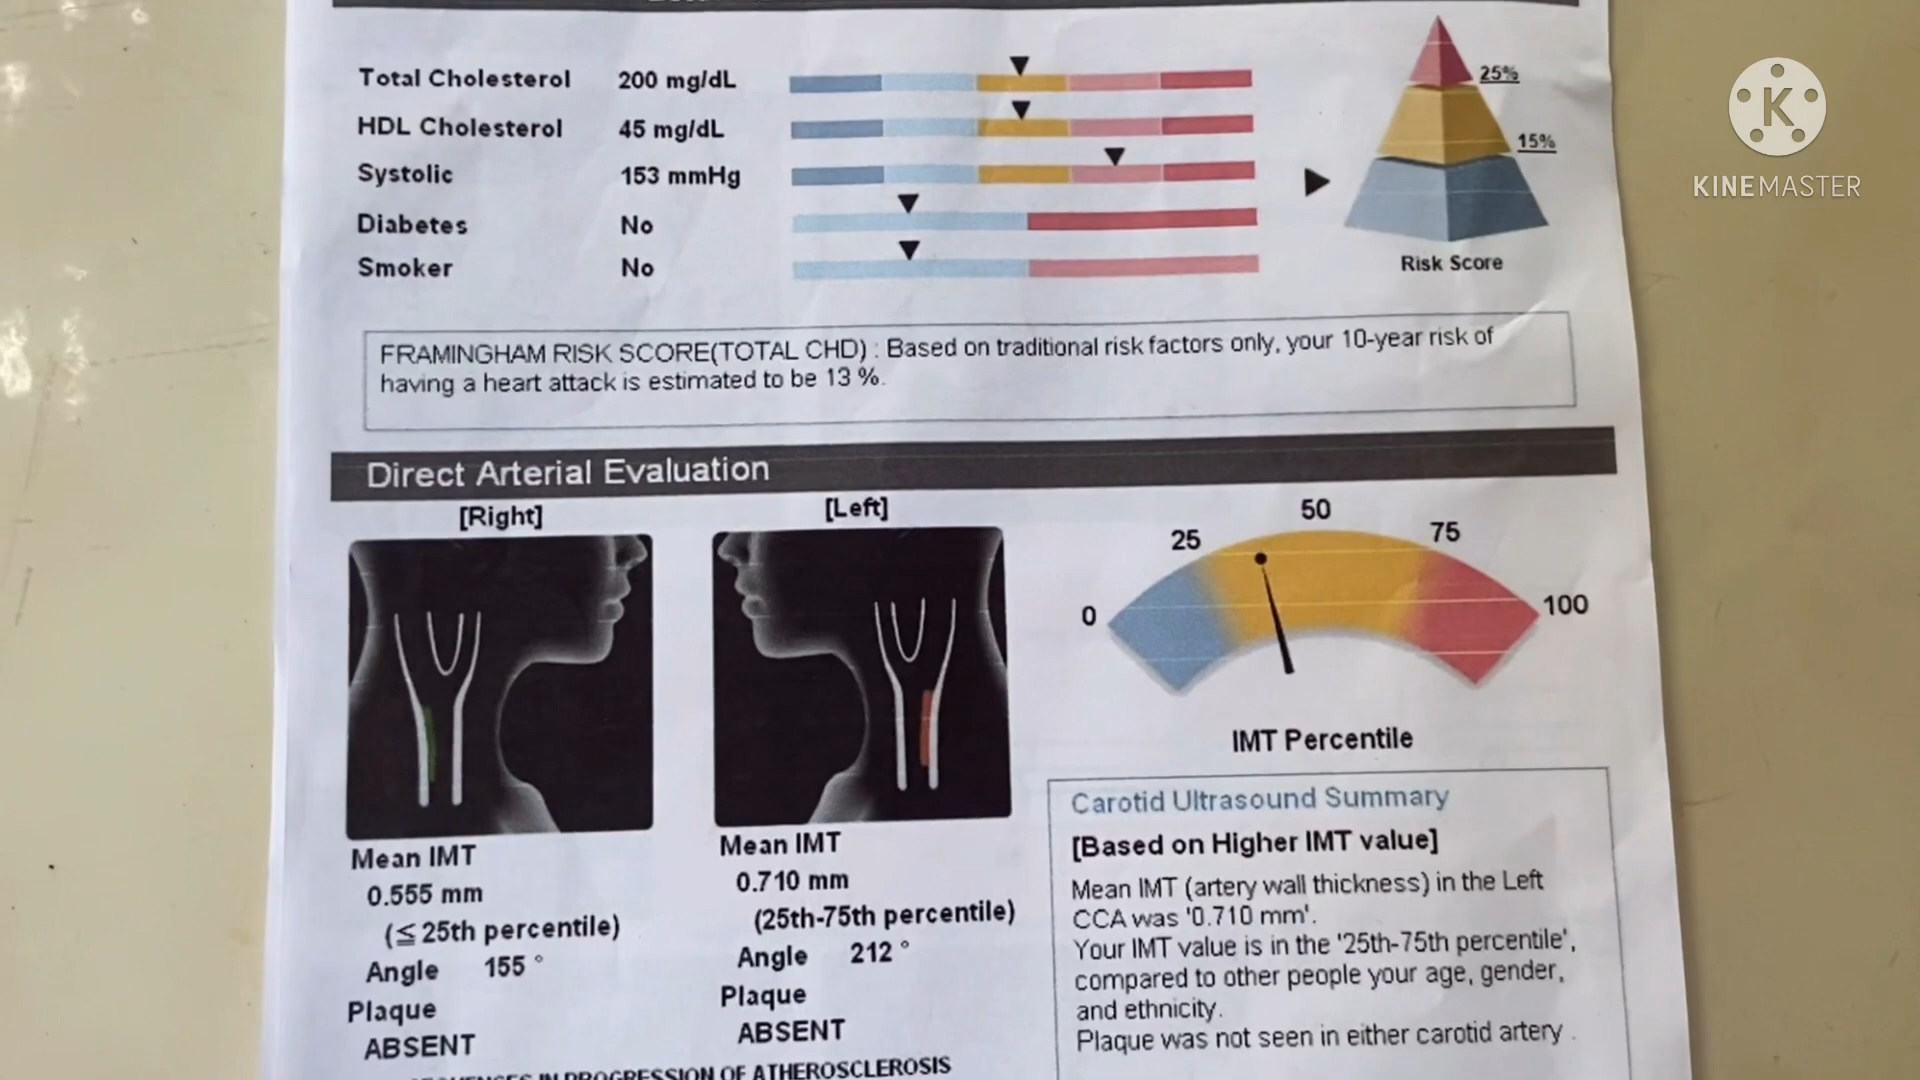 Total Cholesterol 200 mg/dL
HDL Cholesterol 45 mg/dL
Systolic 153 mmHg
Diabetes No
Smoker No
25%
15%
Risk Score
KINEMASTER
FRAMINGHAM RISK SCORE(TOTAL CHD) : Based on traditional risk factors only, your 10-year risk of
having a heart attack is estimated to be 13 %.
Direct Arterial Evaluation
[Right]
[Left]
Mean IMT
0.555 mm
(≦ 25th percentile)
Angle 155 °
Plaque
ABSENT
Mean IMT
0.710 mm
(25th-75th percentile)
Angle 212 °
Plaque
ABSENT
0
25
50
75
100
IMT Percentile
Carotid Ultrasound Summary
[Based on Higher IMT value]
Mean IMT (artery wall thickness) in the Left
CCA was '0.710 mm'.
Your IMT value is in the '25th-75th percentile',
compared to other people your age, gender,
and ethnicity.
Plaque was not seen in either carotid artery .
IN PROGRESSION OF ATHEROSCLEROSIS